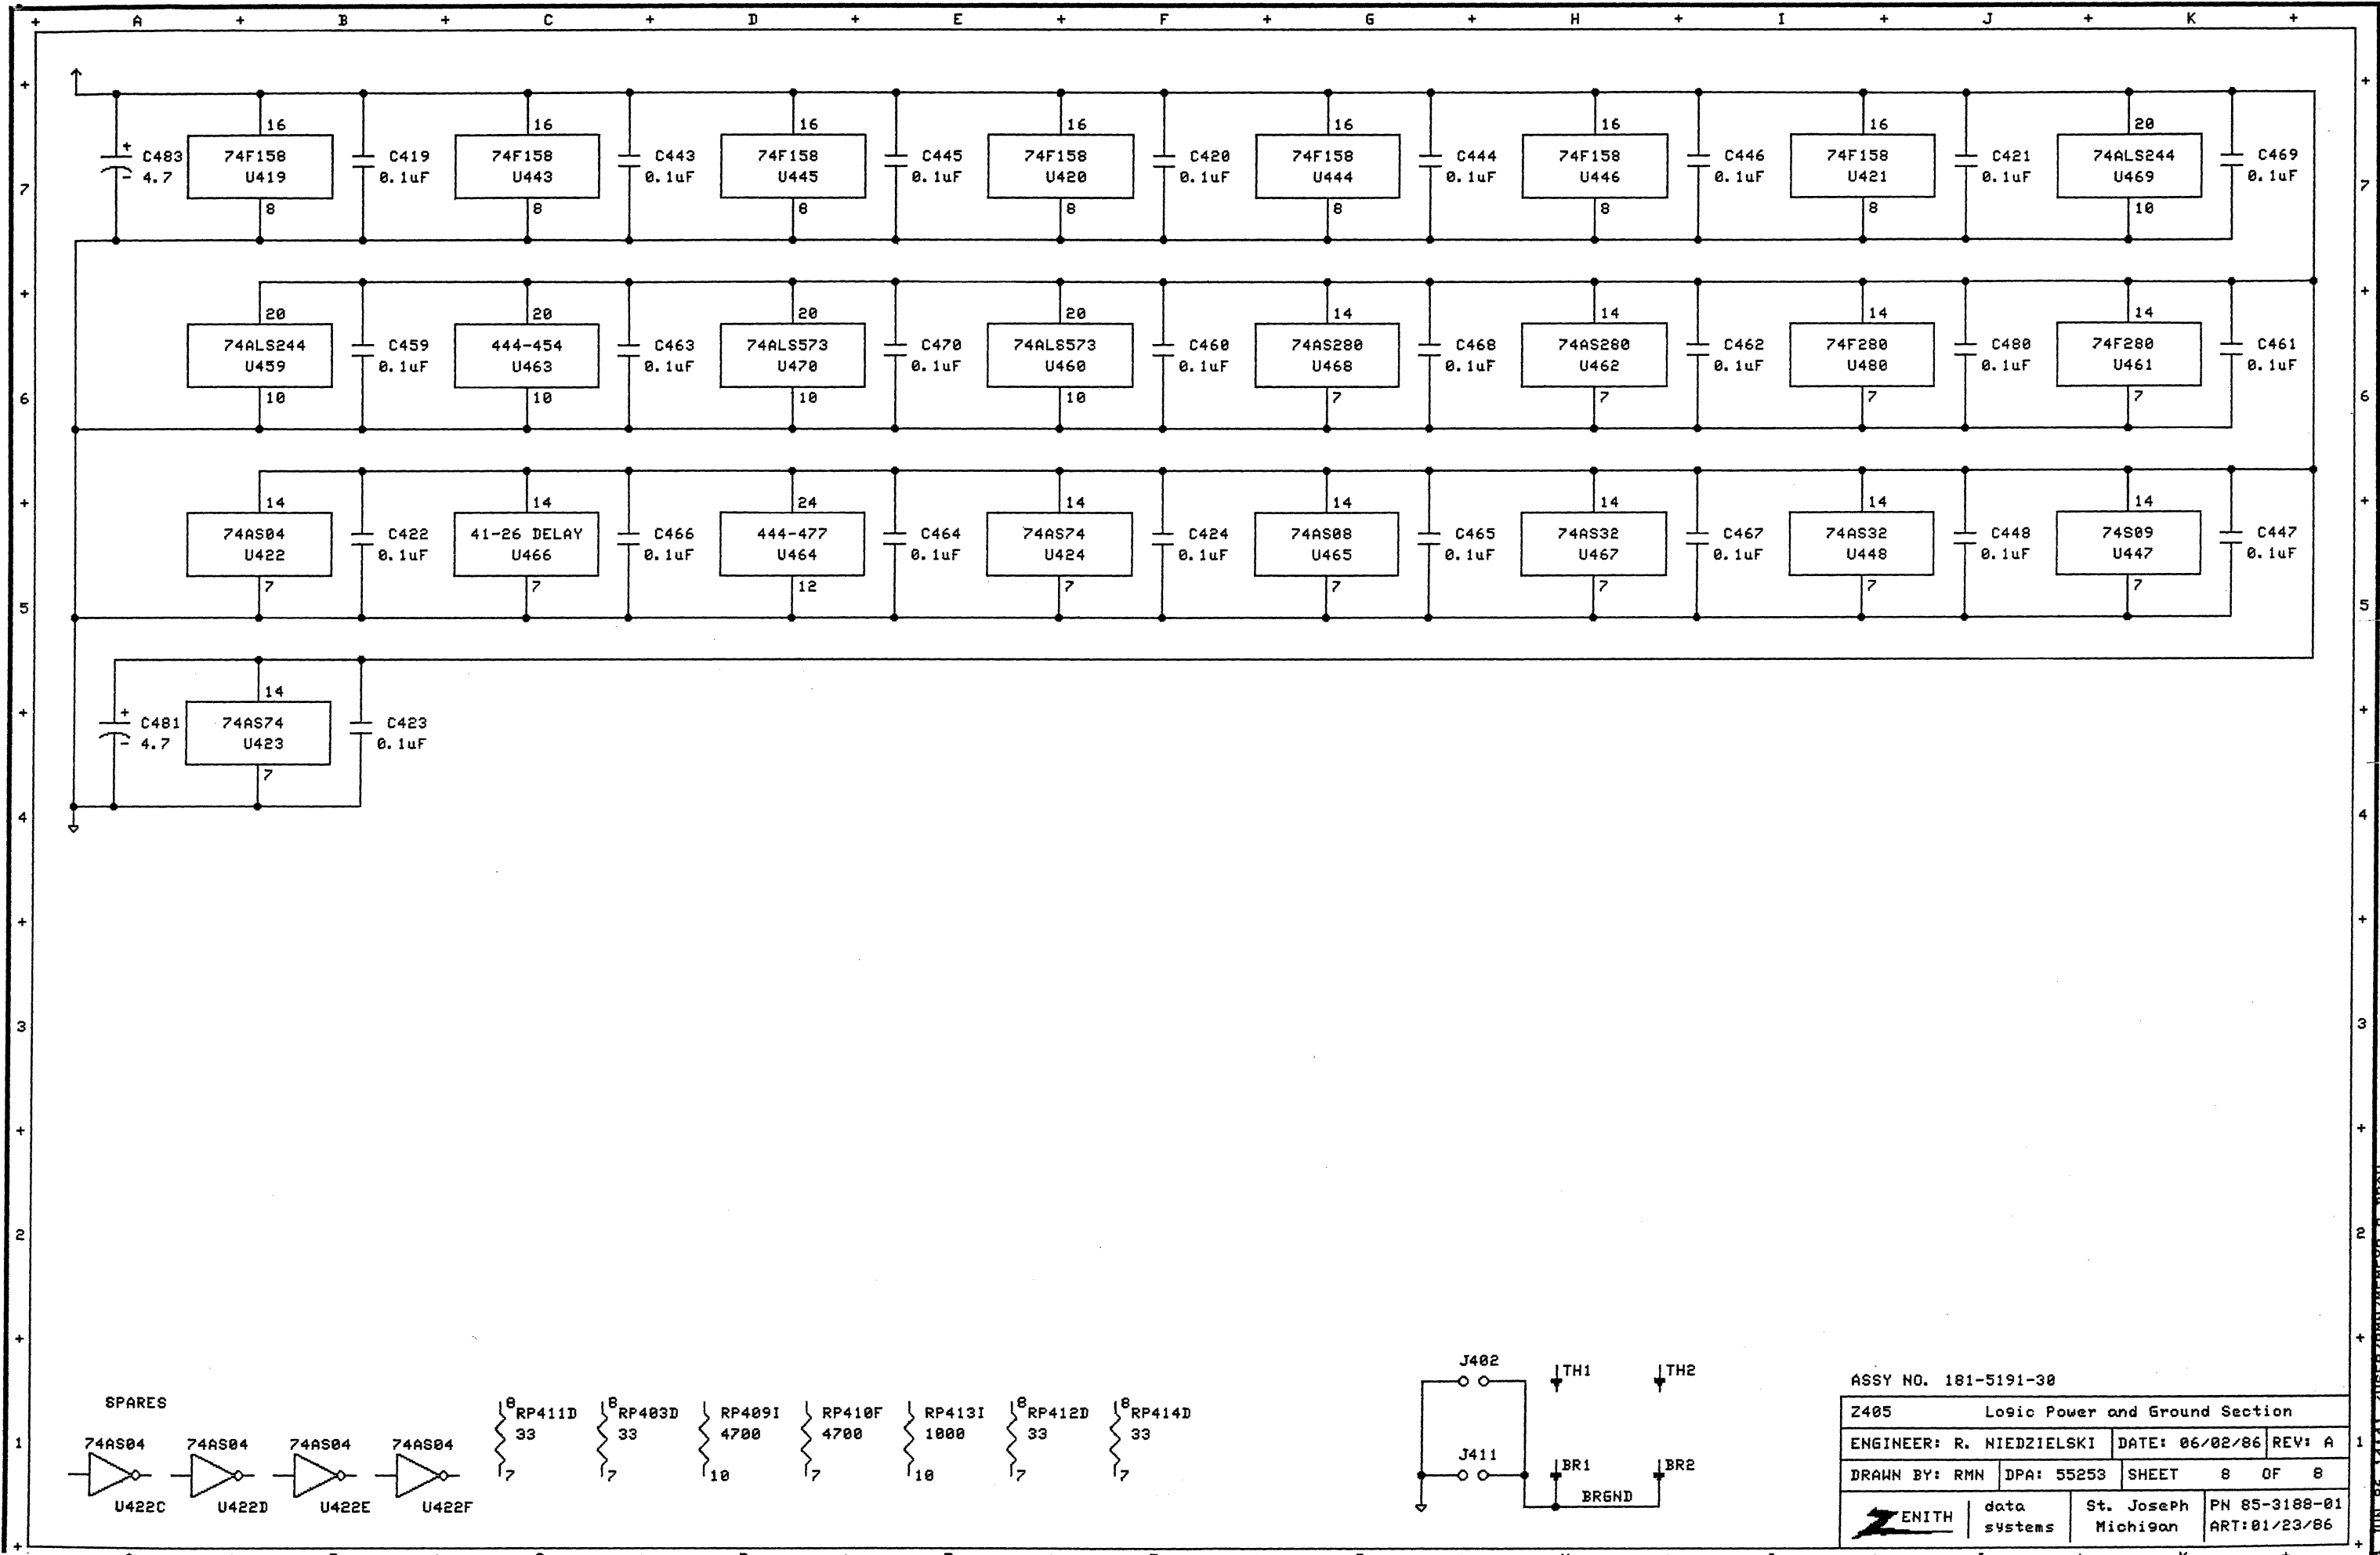 + A + B + C + D + E + F + G + H + I + J + K +
+ +
16 16 16 16 16 16 16 20
+ C483 74F158 C419 74F158 C443 74F158 C445 74F158 C420 74F158 C444 74F158 C446 74F158 C421 74ALS244 C469
- 4.7 U419 0.1uF U443 0.1uF U445 0.1uF U420 0.1uF U444 0.1uF U446 0.1uF U421 0.1uF U469 0.1uF
7 7
8 8 8 8 8 8 8 10
+ +
20 20 20 20 14 14 14 14
74ALS244 C459 444-454 C463 74ALS573 C470 74ALS573 C460 74AS280 C468 74AS280 C462 74F280 C480 74F280 C461
U459 0.1uF U463 0.1uF U470 0.1uF U460 0.1uF U468 0.1uF U462 0.1uF U480 0.1uF U461 0.1uF
6 10 10 10 10 7 7 7 7 6
+ 14 14 24 14 14 14 14 14 +
74AS04 C422 41-26 DELAY C466 444-477 C464 74AS74 C424 74AS08 C465 74AS32 C467 74AS32 C448 74S09 C447
U422 0.1uF U466 0.1uF U464 0.1uF U424 0.1uF U465 0.1uF U467 0.1uF U448 0.1uF U447 0.1uF
7 7 12 7 7 7 7 7
5 5
14
+ +
+ C481 74AS74 C423
- 4.7 U423 0.1uF
7
4 4
+ +
3 3
+ +
2 2
+ +
SPARES
74AS04 74AS04 74AS04 74AS04
U422C U422D U422E U422F
8 RP411D 8 RP403D RP409I RP410F RP413I 8 RP412D 8 RP414D
33 33 4700 4700 1000 33 33
7 7 10 7 10 7 7
J402 TH1 TH2
J411 BR1 BR2
BRGND
1 1
ASSY NO. 181-5191-30
Z405 Logic Power and Ground Section
ENGINEER: R. NIEDZIELSKI DATE: 06/02/86 REV: A
DRAWN BY: RMN DPA: 55253 SHEET 8 OF 8
ZENITH data systems St. Joseph Michigan PN 85-3188-01 ART:01/23/86
+ +